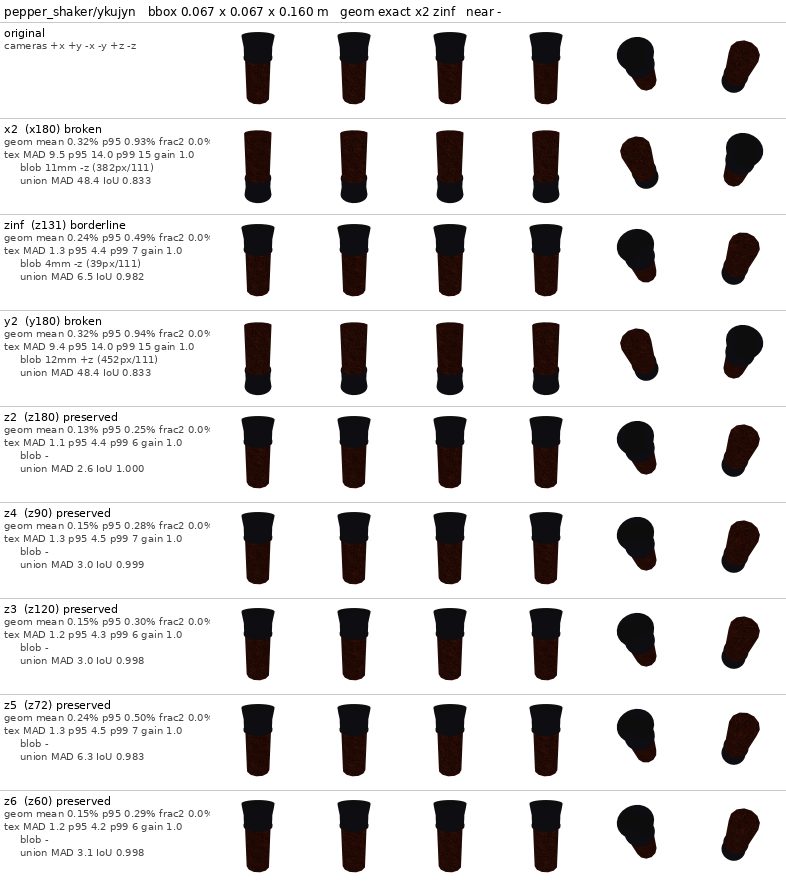 pepper_shaker/ykujyn bbox 0.067 x 0.067 x 0.160 m geom exact x2 zinf near -
original
cameras +x +y -x -y +z -z
x2 (x180) broken
geom mean 0.32% p95 0.93% frac2 0.0%
tex MAD 9.5 p95 14.0 p99 15 gain 1.0
blob 11mm -z (382px/111)
union MAD 48.4 IoU 0.833
zinf (z131) borderline
geom mean 0.24% p95 0.49% frac2 0.0%
tex MAD 1.3 p95 4.4 p99 7 gain 1.0
blob 4mm -z (39px/111)
union MAD 6.5 IoU 0.982
y2 (y180) broken
geom mean 0.32% p95 0.94% frac2 0.0%
tex MAD 9.4 p95 14.0 p99 15 gain 1.0
blob 12mm +z (452px/111)
union MAD 48.4 IoU 0.833
z2 (z180) preserved
geom mean 0.13% p95 0.25% frac2 0.0%
tex MAD 1.1 p95 4.4 p99 6 gain 1.0
blob -
union MAD 2.6 IoU 1.000
z4 (z90) preserved
geom mean 0.15% p95 0.28% frac2 0.0%
tex MAD 1.3 p95 4.5 p99 7 gain 1.0
blob -
union MAD 3.0 IoU 0.999
z3 (z120) preserved
geom mean 0.15% p95 0.30% frac2 0.0%
tex MAD 1.2 p95 4.3 p99 6 gain 1.0
blob -
union MAD 3.0 IoU 0.998
z5 (z72) preserved
geom mean 0.24% p95 0.50% frac2 0.0%
tex MAD 1.3 p95 4.5 p99 7 gain 1.0
blob -
union MAD 6.3 IoU 0.983
z6 (z60) preserved
geom mean 0.15% p95 0.29% frac2 0.0%
tex MAD 1.2 p95 4.2 p99 6 gain 1.0
blob -
union MAD 3.1 IoU 0.998